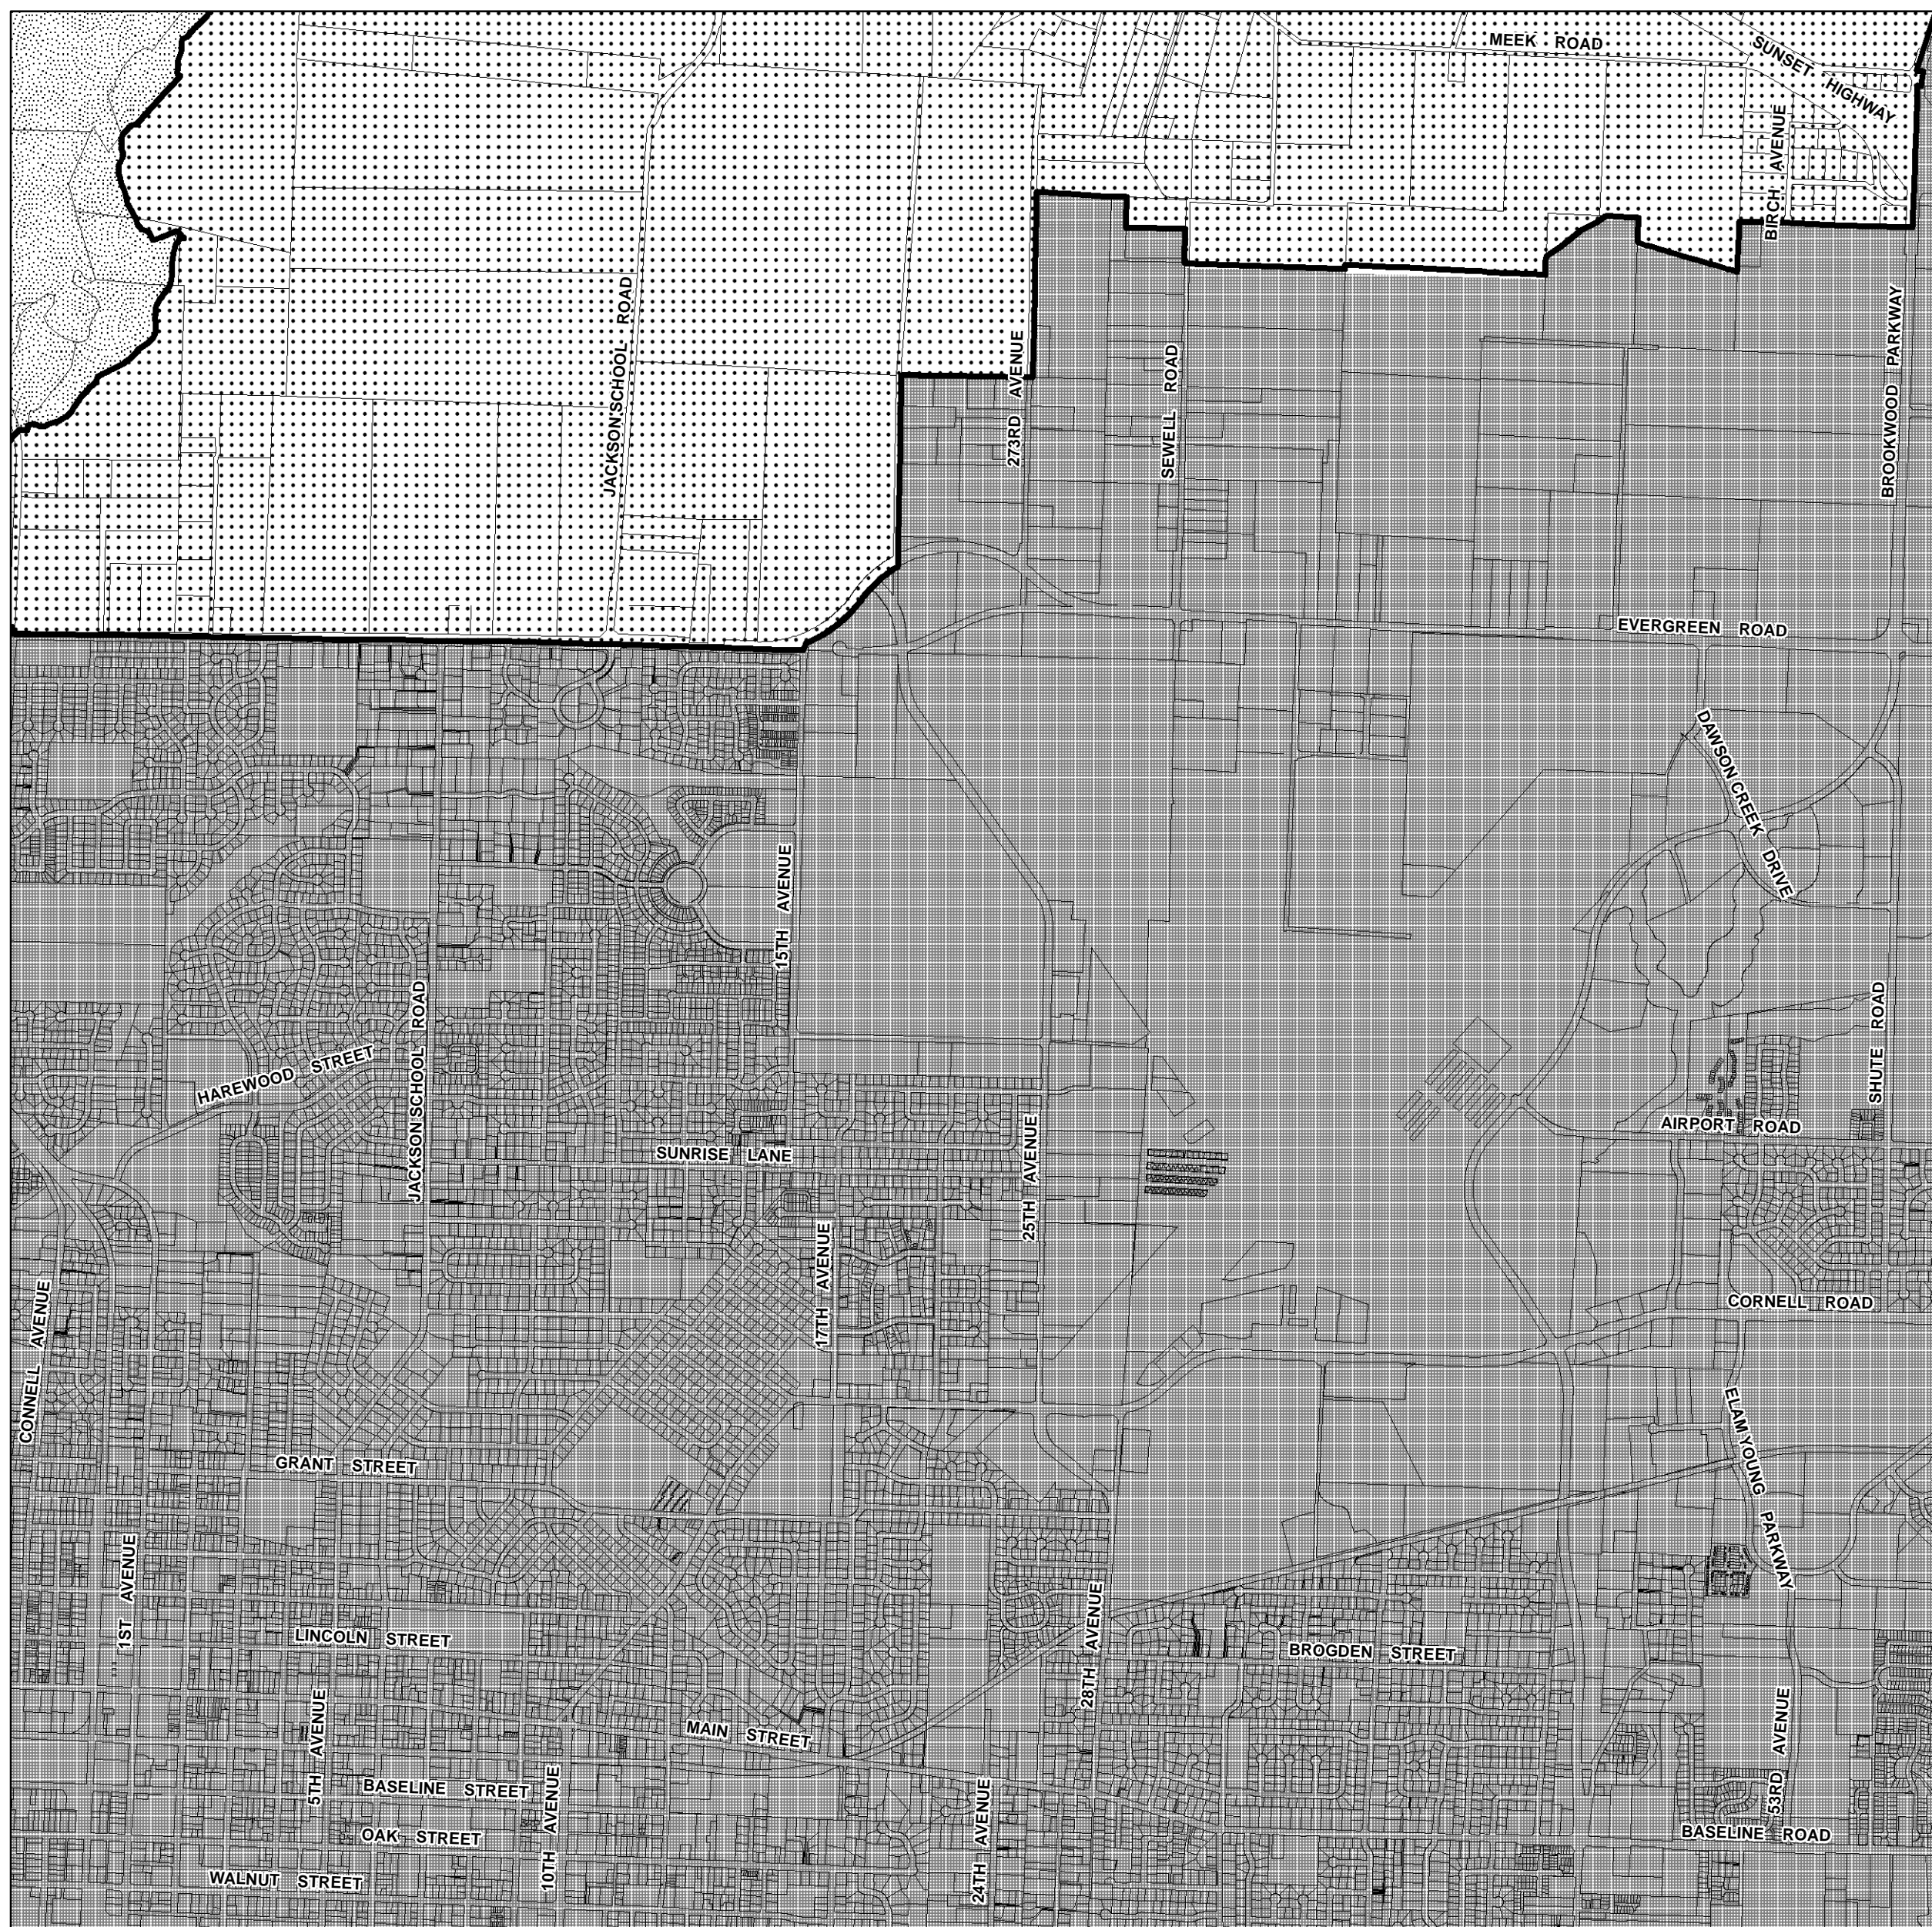 MEEK ROAD
SUNSET HIGHWAY
BIRCH AVENUE
JACKSON SCHOOL ROAD
273RD AVENUE
SEWELL ROAD
BROOKWOOD PARKWAY
EVERGREEN ROAD
DAWSON CREEK DRIVE
15TH AVENUE
JACKSON SCHOOL ROAD
HAREWOOD STREET
SHUTE ROAD
AIRPORT ROAD
SUNRISE LANE
25TH AVENUE
17TH AVENUE
CONNELL AVENUE
CORNELL ROAD
ELAM YOUNG PARKWAY
GRANT STREET
1ST AVENUE
LINCOLN STREET
28TH AVENUE
BROGDEN STREET
5TH AVENUE
MAIN STREET
53RD AVENUE
BASELINE STREET
10TH AVENUE
24TH AVENUE
OAK STREET
BASELINE ROAD
WALNUT STREET